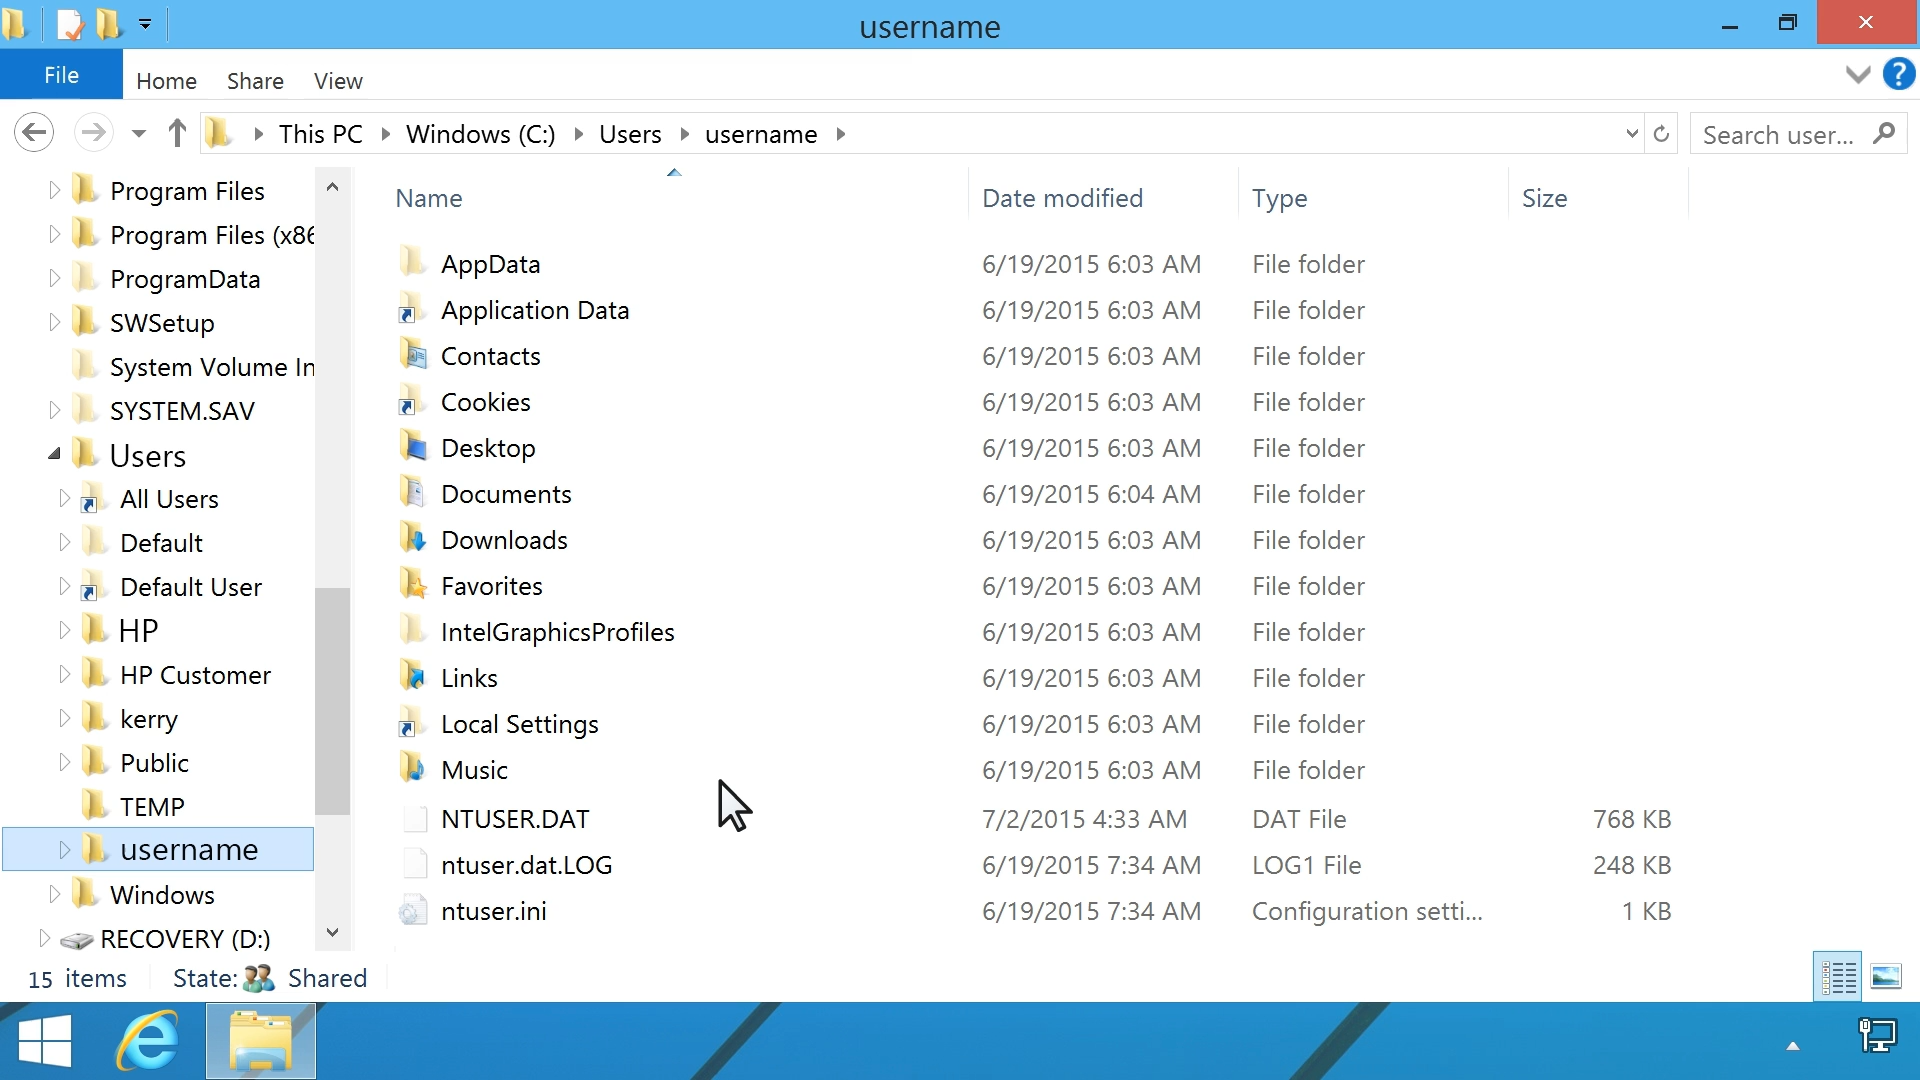 username
File Home Share View
This PC Windows (C:) Users username
Search user...
Program Files
Program Files (x86
ProgramData
SWSetup
System Volume In
SYSTEM.SAV
Users
All Users
Default
Default User
HP
HP Customer
kerry
Public
TEMP
username
Windows
RECOVERY (D:)
Name Date modified Type Size
AppData 6/19/2015 6:03 AM File folder
Application Data 6/19/2015 6:03 AM File folder
Contacts 6/19/2015 6:03 AM File folder
Cookies 6/19/2015 6:03 AM File folder
Desktop 6/19/2015 6:03 AM File folder
Documents 6/19/2015 6:04 AM File folder
Downloads 6/19/2015 6:03 AM File folder
Favorites 6/19/2015 6:03 AM File folder
IntelGraphicsProfiles 6/19/2015 6:03 AM File folder
Links 6/19/2015 6:03 AM File folder
Local Settings 6/19/2015 6:03 AM File folder
Music 6/19/2015 6:03 AM File folder
NTUSER.DAT 7/2/2015 4:33 AM DAT File 768 KB
ntuser.dat.LOG 6/19/2015 7:34 AM LOG1 File 248 KB
ntuser.ini 6/19/2015 7:34 AM Configuration setti... 1 KB
15 items State: Shared